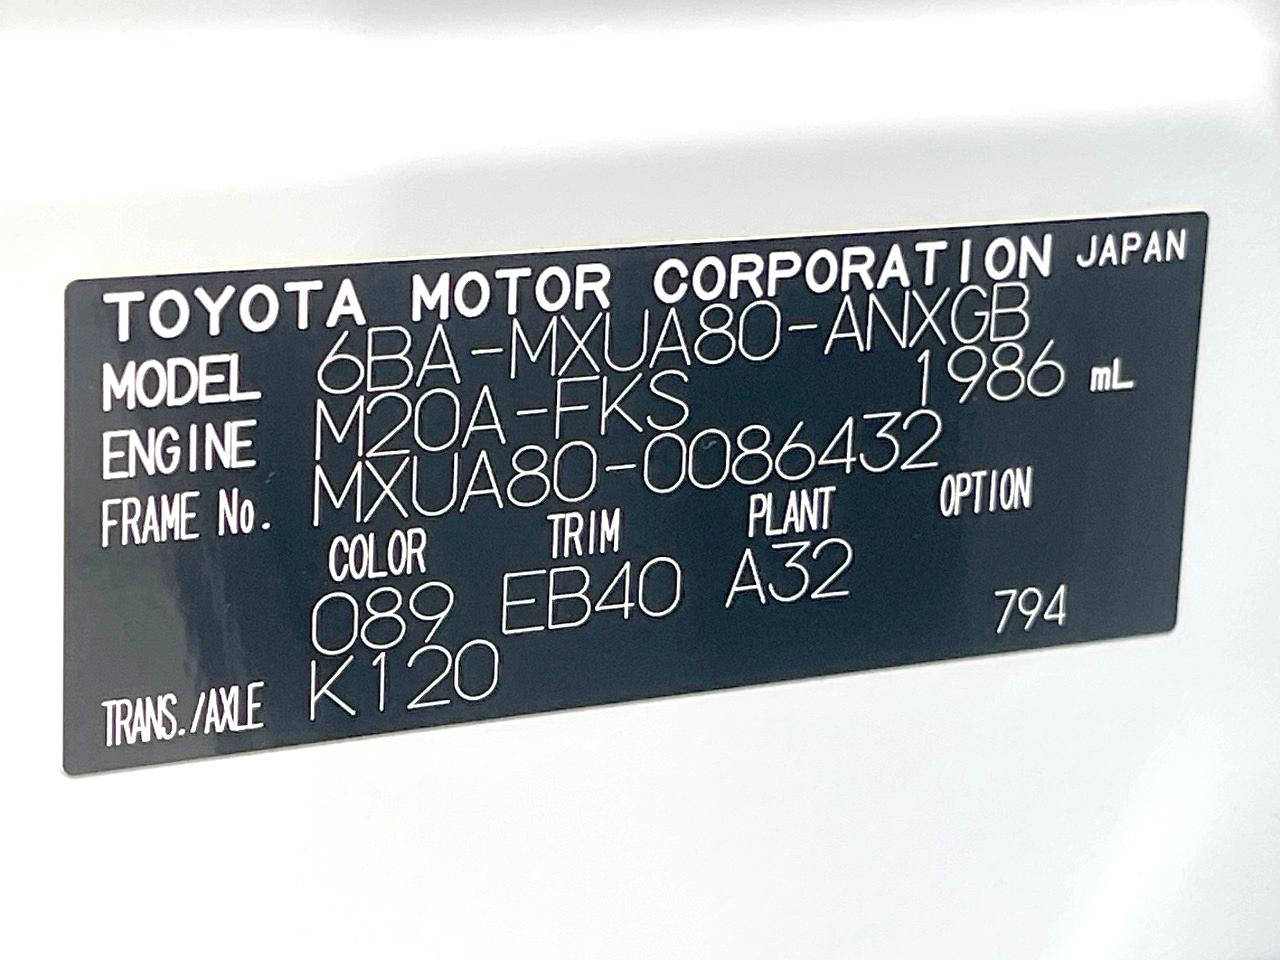 TOYOTA MOTOR CORPORATION JAPAN
MODEL 6BA-MXUA80-ANXGB
ENGINE M20A-FKS 1986 mL
FRAME No. MXUA80-0086432
COLOR TRIM PLANT OPTION
089 EB40 A32
TRANS./AXLE K120 794